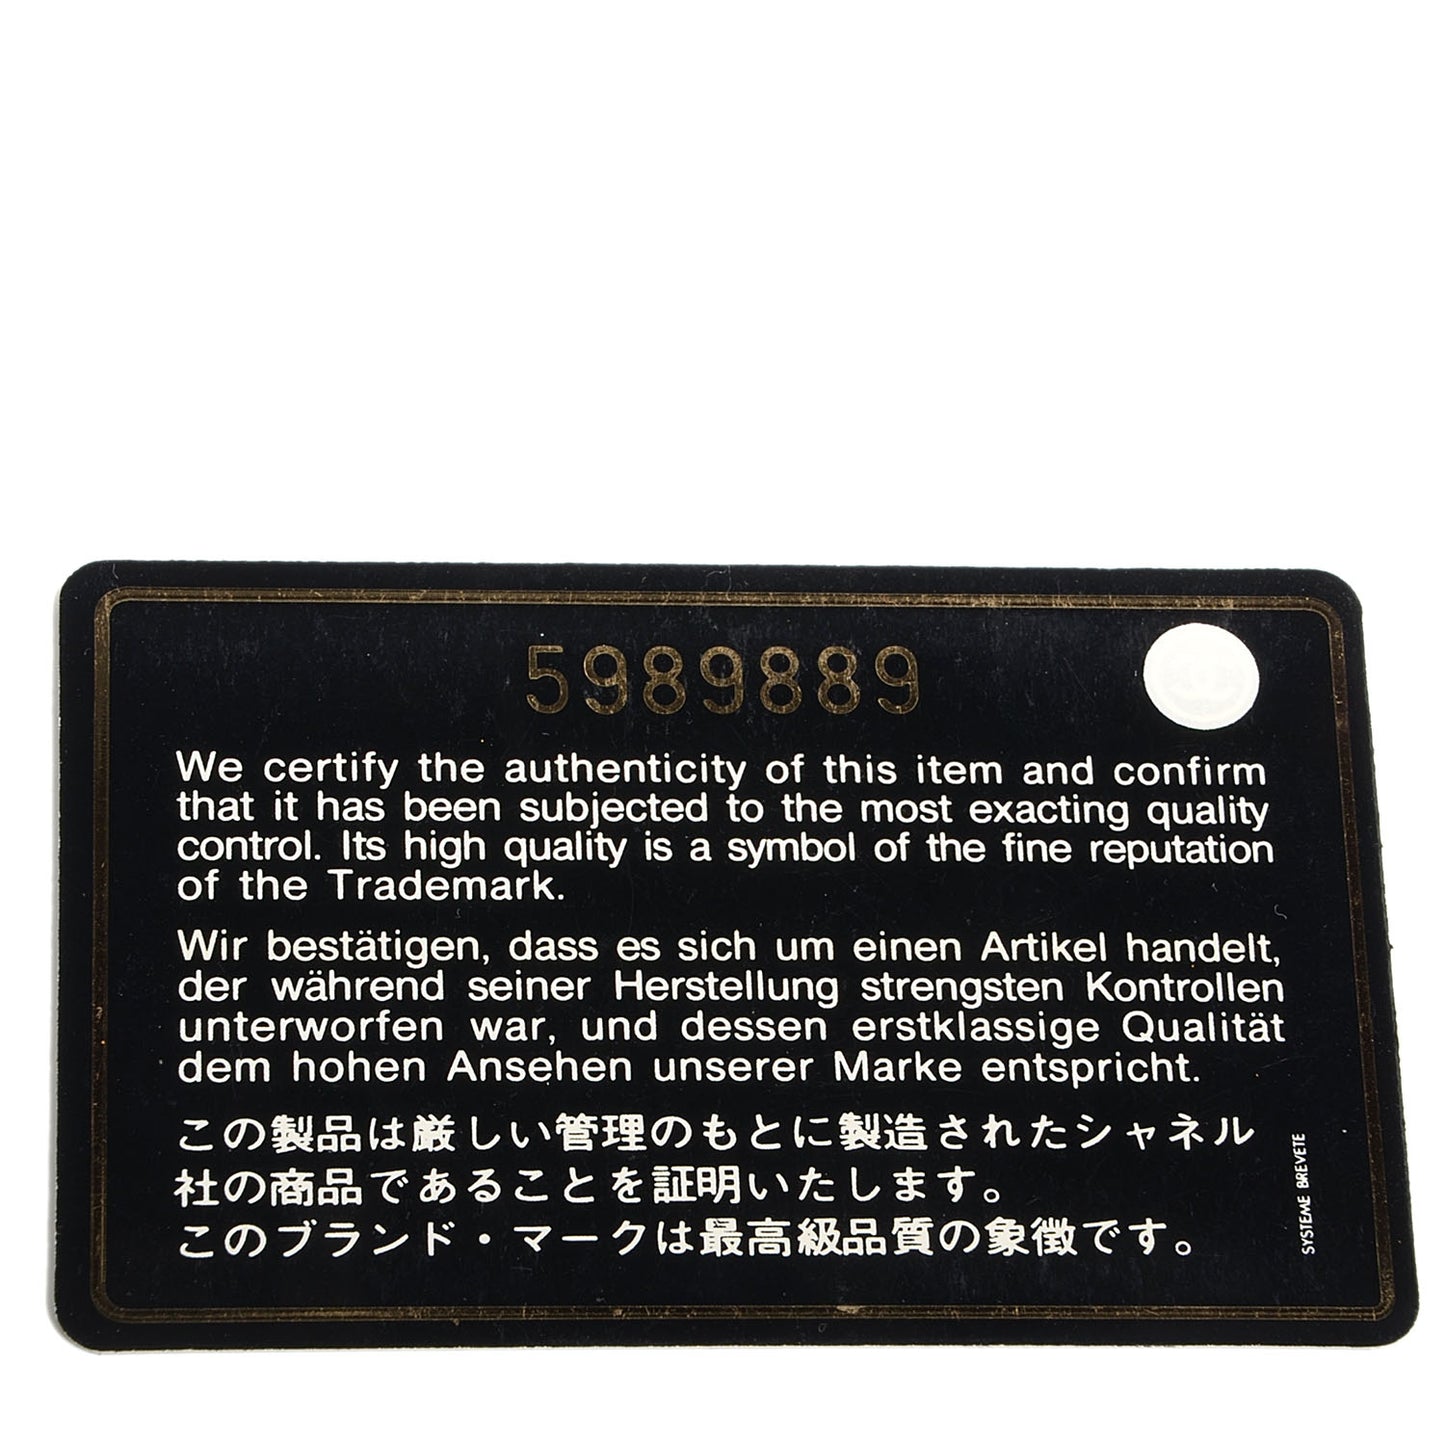 5989889
We certify the authenticity of this item and confirm
that it has been subjected to the most exacting quality
control. Its high quality is a symbol of the fine reputation
of the Trademark.
Wir bestätigen, dass es sich um einen Artikel handelt,
der während seiner Herstellung strengsten Kontrollen
unterworfen war, und dessen erstklassige Qualität
dem hohen Ansehen unserer Marke entspricht.
この製品は厳しい管理のもとに製造されたシャネル
社の商品であることを証明いたします。
このブランド・マークは最高級品質の象徴です。
SYSTEME BREVETE